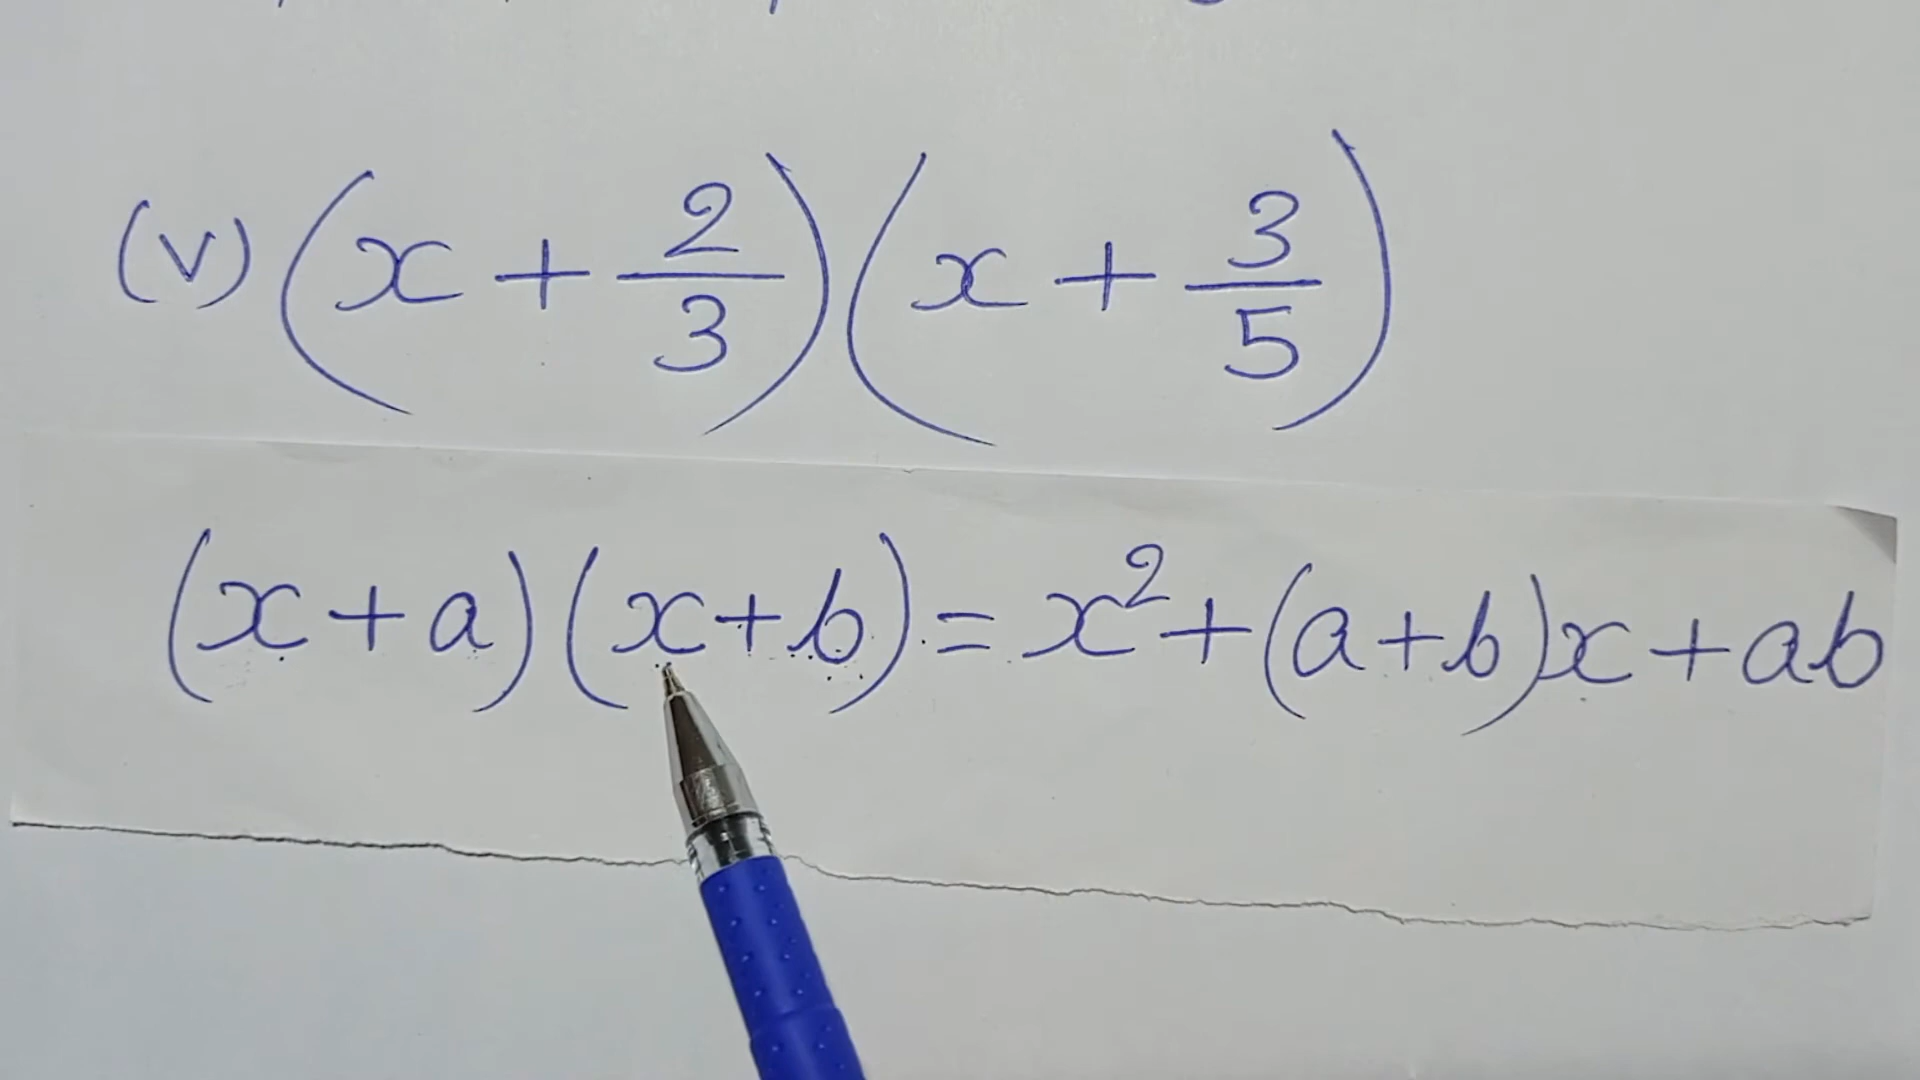 (v) (x + 2/3)(x + 3/5)
(x+a)(x+b) = x²+(a+b)x+ab